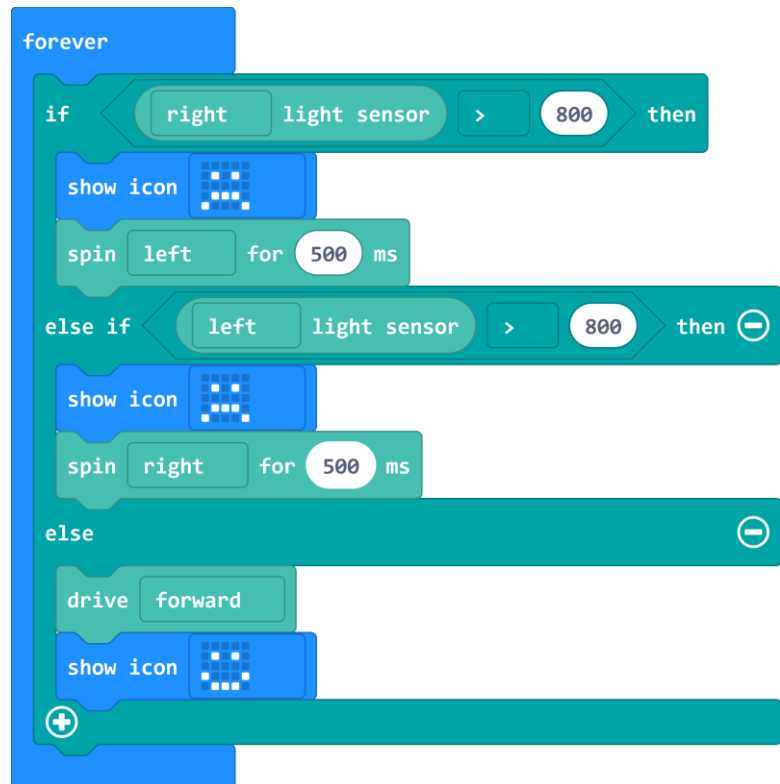 forever
if right light sensor > 800 then
show icon
spin left for 500 ms
else if left light sensor > 800 then
show icon
spin right for 500 ms
else
drive forward
show icon